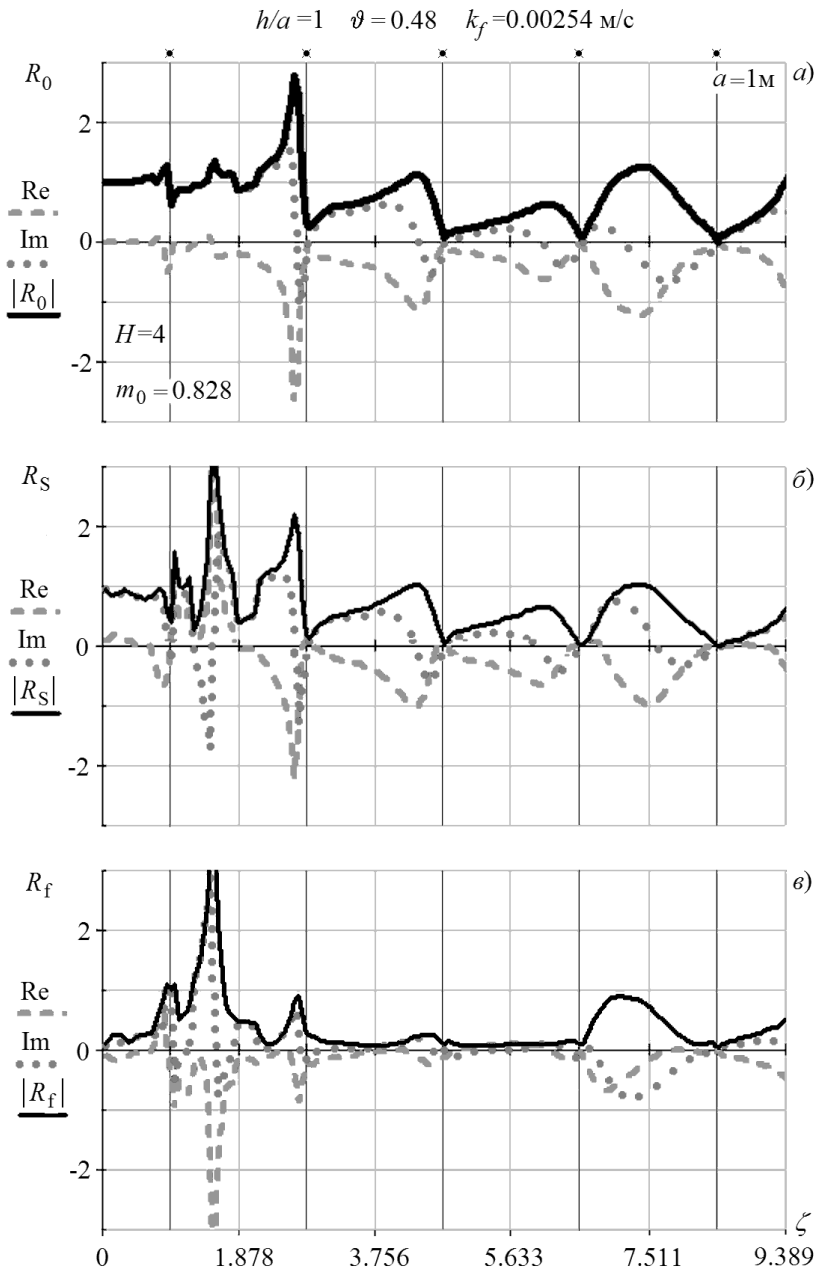 h/a =1 ϑ = 0.48 k_f=0.00254 м/с
R_0
a=1м
а)
2
Re
Im
0
|R_0|
H=4
-2
m_0 = 0.828
R_S
б)
2
Re
Im
0
|R_S|
-2
R_f
в)
2
Re
Im
0
|R_f|
-2
ζ
0 1.878 3.756 5.633 7.511 9.389